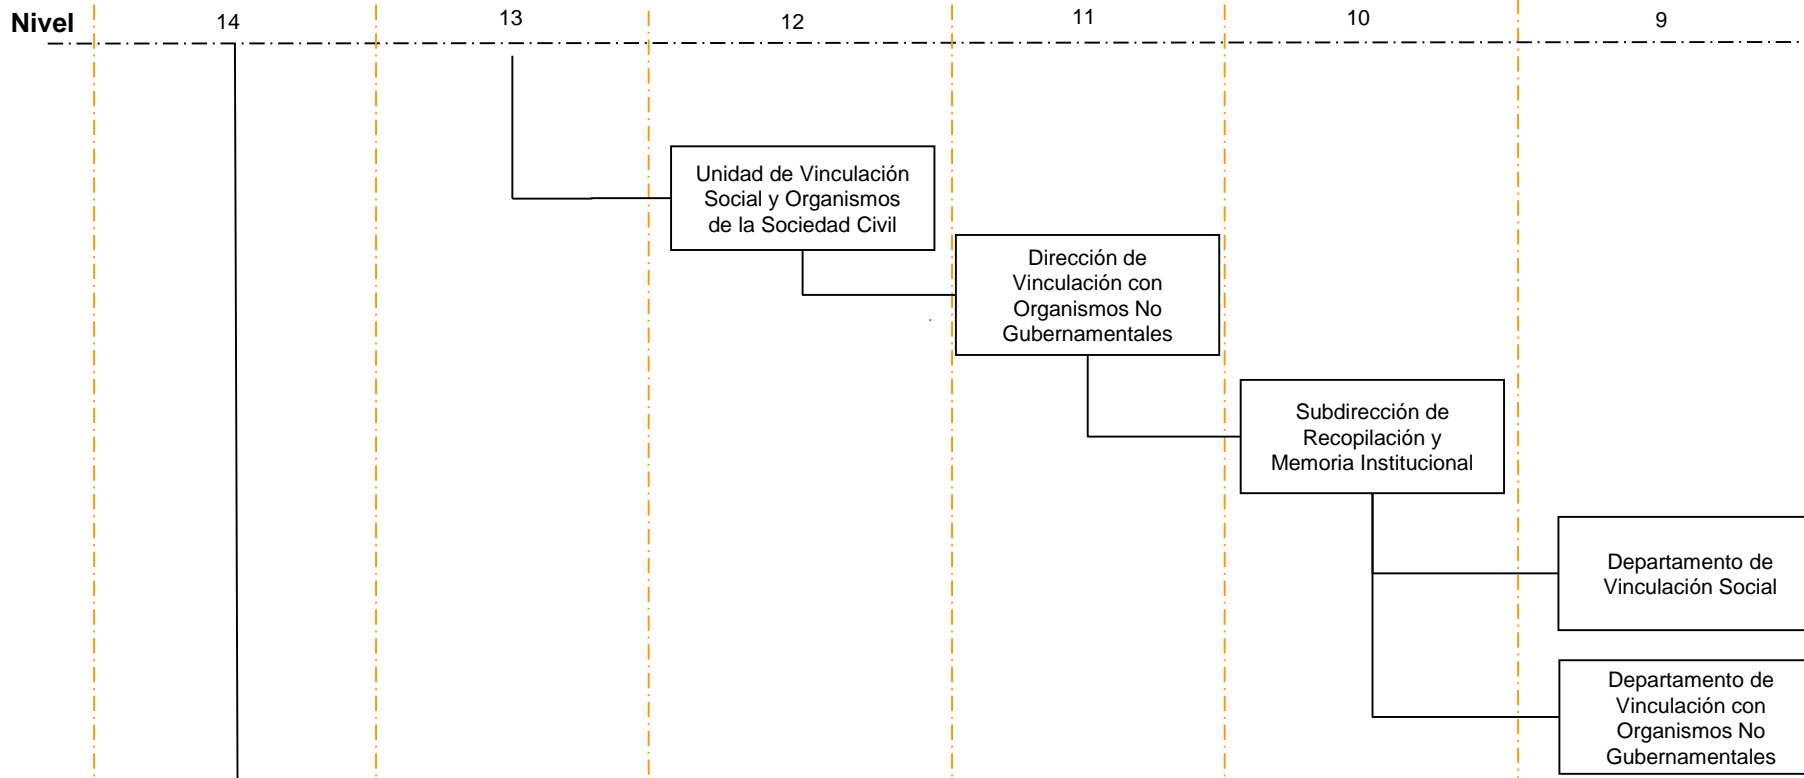 Nivel
14
13
12
11
10
9
Unidad de Vinculación
Social y Organismos
de la Sociedad Civil
Dirección de
Vinculación con
Organismos No
Gubernamentales
Subdirección de
Recopilación y
Memoria Institucional
Departamento de
Vinculación Social
Departamento de
Vinculación con
Organismos No
Gubernamentales